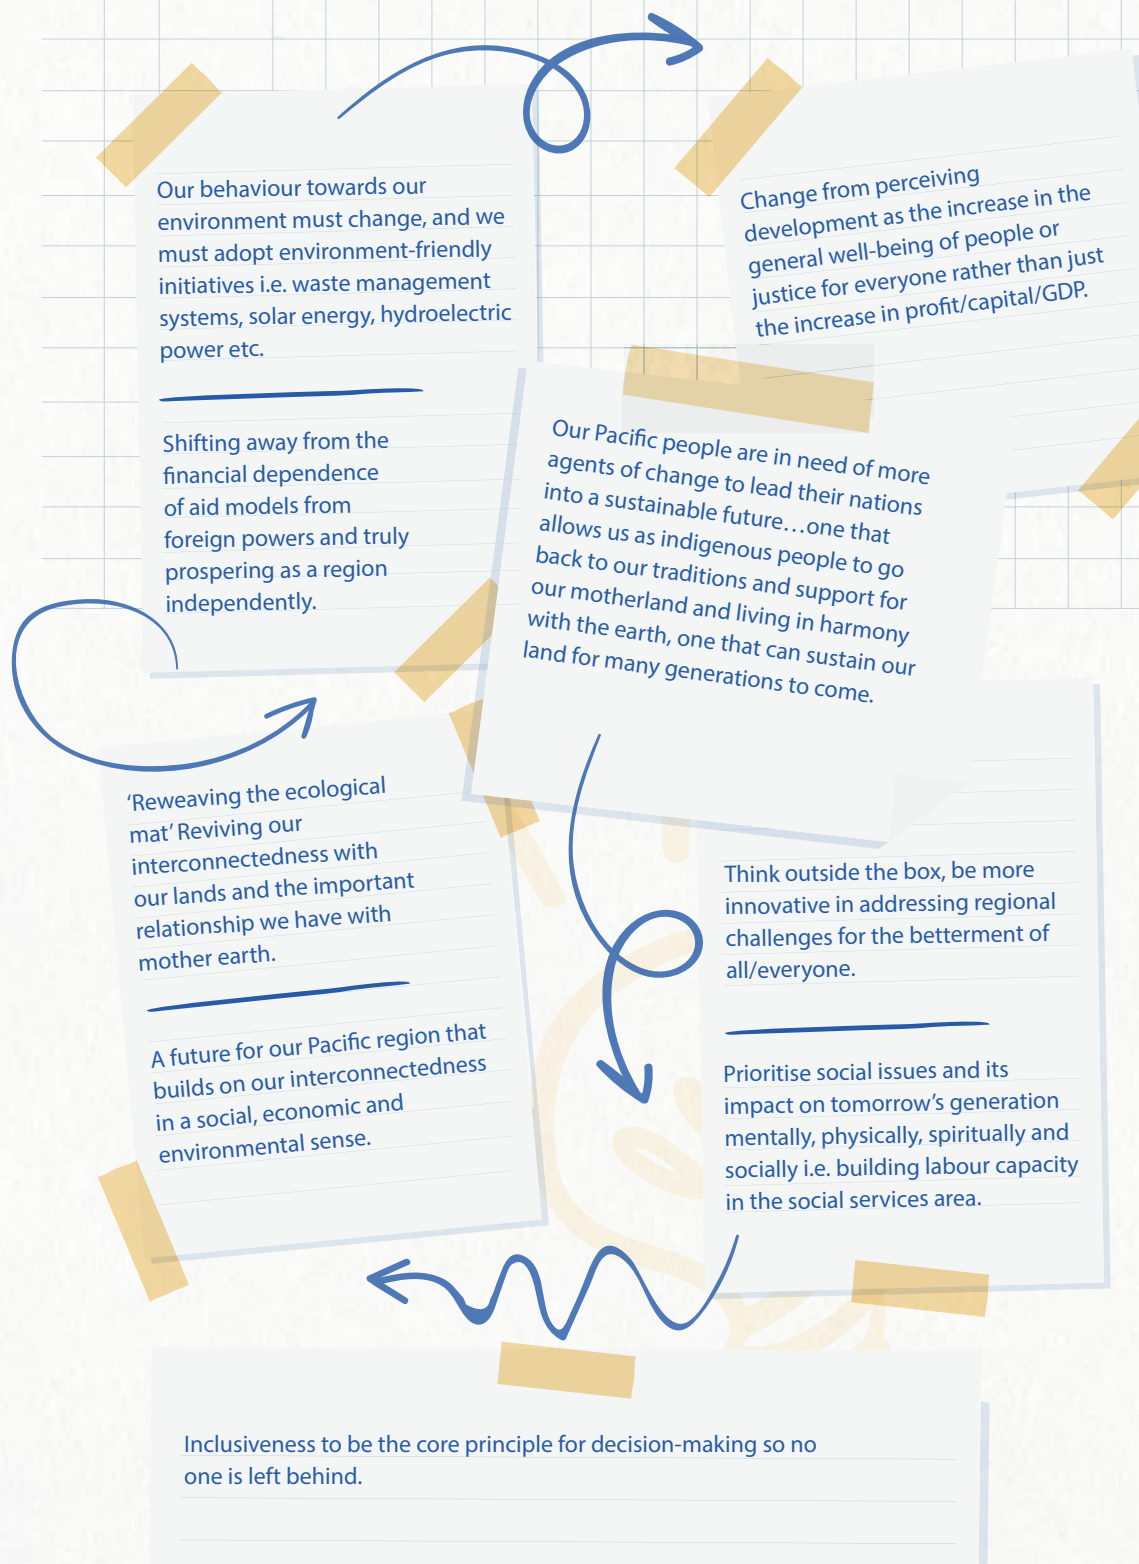 Our behaviour towards our
environment must change, and we
must adopt environment-friendly
initiatives i.e. waste management
systems, solar energy, hydroelectric
power etc.
Shifting away from the
financial dependence
of aid models from
foreign powers and truly
prospering as a region
independently.
Change from perceiving
development as the increase in the
general well-being of people or
justice for everyone rather than just
the increase in profit/capital/GDP.
Our Pacific people are in need of more
agents of change to lead their nations
into a sustainable future…one that
allows us as indigenous people to go
back to our traditions and support for
our motherland and living in harmony
with the earth, one that can sustain our
land for many generations to come.
‘Reweaving the ecological
mat’ Reviving our
interconnectedness with
our lands and the important
relationship we have with
mother earth.
A future for our Pacific region that
builds on our interconnectedness
in a social, economic and
environmental sense.
Think outside the box, be more
innovative in addressing regional
challenges for the betterment of
all/everyone.
Prioritise social issues and its
impact on tomorrow’s generation
mentally, physically, spiritually and
socially i.e. building labour capacity
in the social services area.
Inclusiveness to be the core principle for decision-making so no
one is left behind.